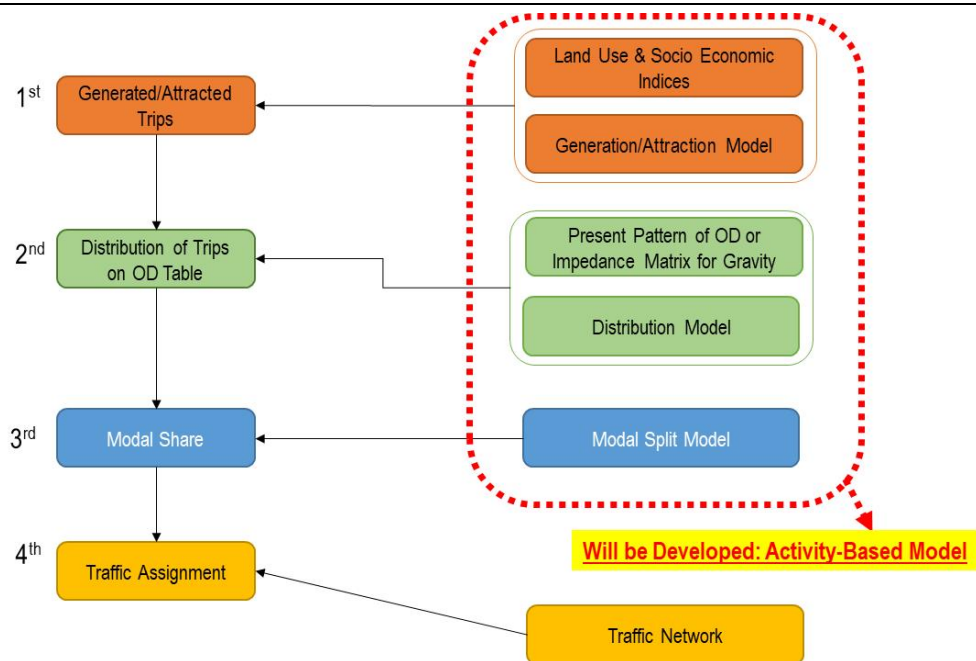 1st
Generated/Attracted
Trips
Land Use & Socio Economic
Indices
Generation/Attraction Model
2nd
Distribution of Trips
on OD Table
Present Pattern of OD or
Impedance Matrix for Gravity
Distribution Model
3rd
Modal Share
Modal Split Model
4th
Traffic Assignment
Will be Developed: Activity-Based Model
Traffic Network